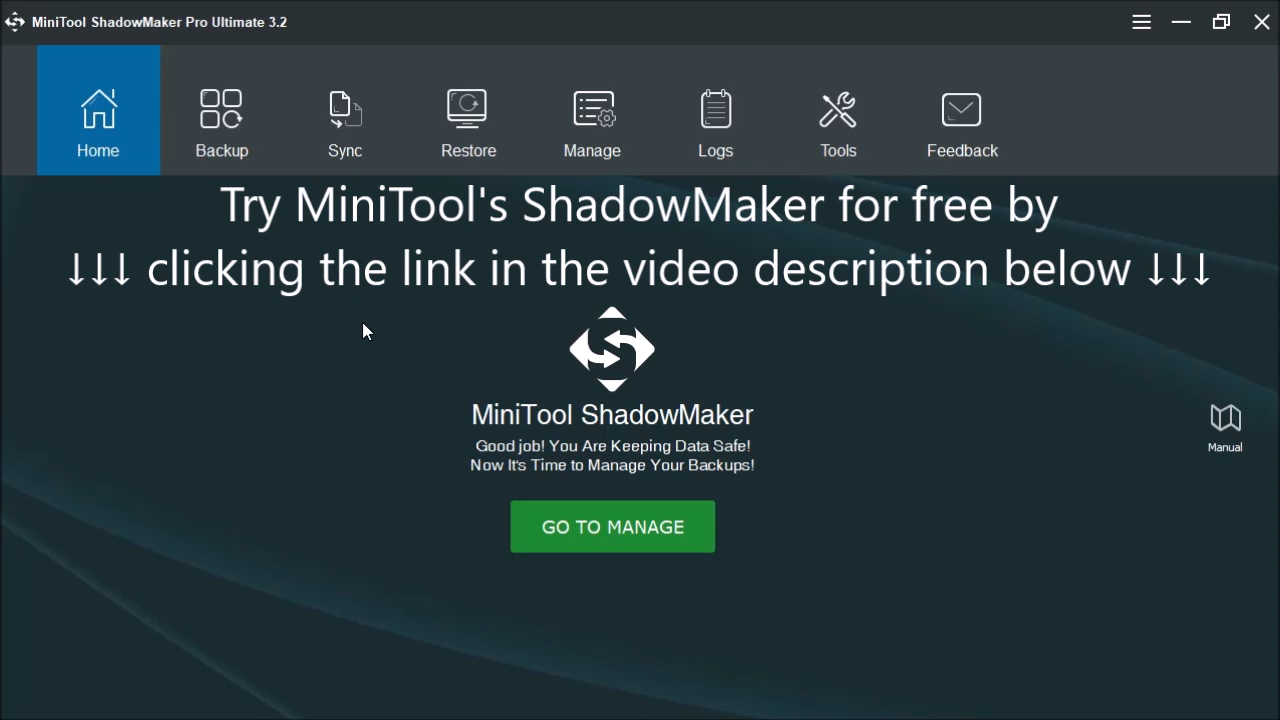 MiniTool ShadowMaker Pro Ultimate 3.2
Home
Backup
Sync
Restore
Manage
Logs
Tools
Feedback
Try MiniTool's ShadowMaker for free by
↓↓↓ clicking the link in the video description below ↓↓↓
MiniTool ShadowMaker
Good job! You Are Keeping Data Safe!
Now It's Time to Manage Your Backups!
Manual
GO TO MANAGE